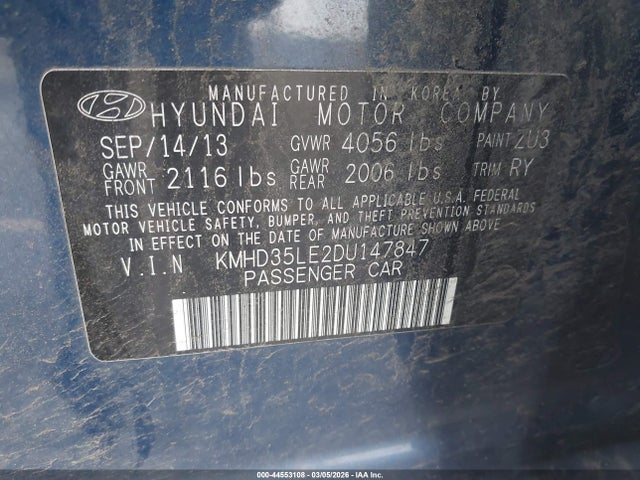 MANUFACTURED IN KOREA BY
HYUNDAI MOTOR COMPANY
SEP/14/13 GVWR 4056 lbs PAINT ZU3
GAWR FRONT 2116 lbs GAWR REAR 2006 lbs TRIM RY
THIS VEHICLE CONFORMS TO ALL APPLICABLE U.S.A. FEDERAL
MOTOR VEHICLE SAFETY, BUMPER, AND THEFT PREVENTION STANDARDS
IN EFFECT ON THE DATE OF MANUFACTURE SHOWN ABOVE
V.I.N KMHD35LE2DU147847
PASSENGER CAR
000-44553108 - 03/05/2026 - IAA Inc.